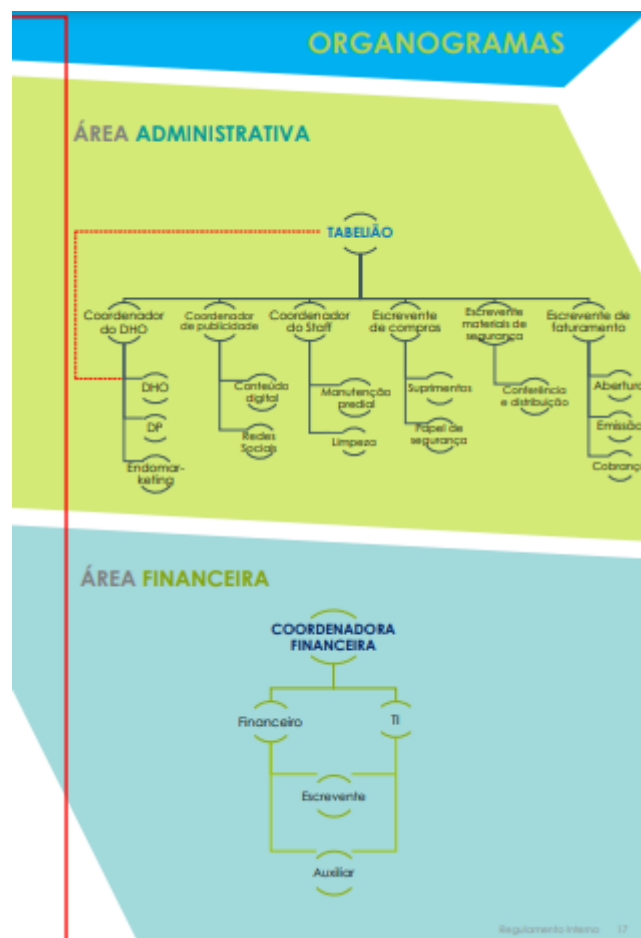 ORGANOGRAMAS
ÁREA ADMINISTRATIVA
TABELIÃO
Coordenador
do DHO
Coordenador
de publicidade
Coordenador
do Staff
Escrevente
de compras
Escrevente
materiais de
segurança
Escrevente de
faturamento
DHO
DP
Endomar-
keting
Conteúdo
digital
Redes
Sociais
Manutenção
predial
Limpeza
Suprimentos
Papel de
segurança
Conferência
e distribuição
Abertura
Emissão
Cobranç
ÁREA FINANCEIRA
COORDENADORA
FINANCEIRA
Financeiro
TI
Escrevente
Auxiliar
Regulamento Interno 17